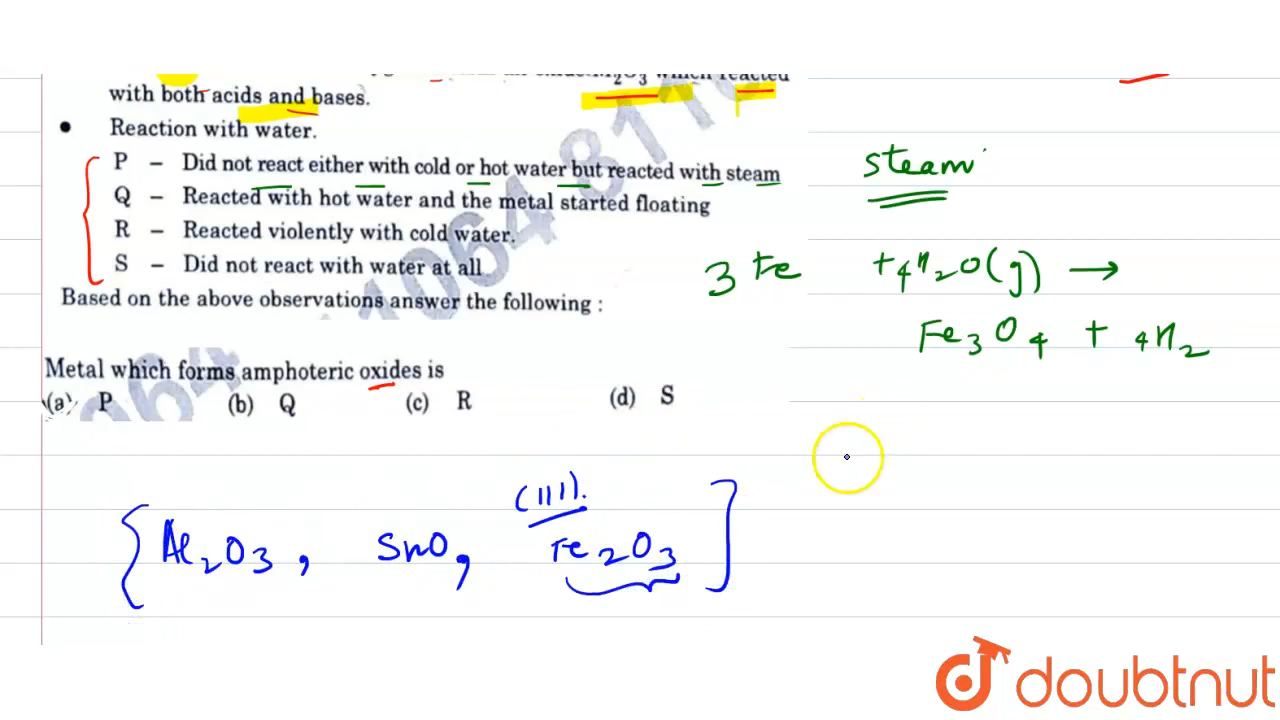 M₂O₃ which reacted
with both acids and bases.
• Reaction with water.
P – Did not react either with cold or hot water but reacted with steam
Q – Reacted with hot water and the metal started floating
R – Reacted violently with cold water.
S – Did not react with water at all
Based on the above observations answer the following :
Metal which forms amphoteric oxides is
(a) P (b) Q (c) R (d) S
steam
3 Fe + 4H₂O(g) →
Fe₃O₄ + 4H₂
(III).
{ Al₂O₃, SnO, Fe₂O₃ ]
doubtnut